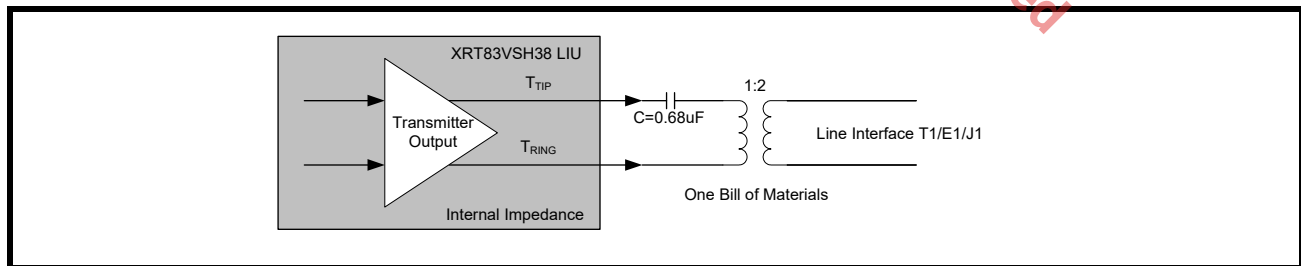 XRT83VSH38 LIU
TTIP
1:2
C=0.68uF
Transmitter
Output
Line Interface T1/E1/J1
TRING
One Bill of Materials
Internal Impedance